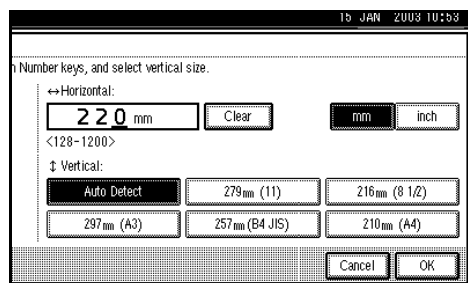 15 JAN 2003 10:53
n Number keys, and select vertical size.
↔Horizontal:
220 mm Clear mm inch
<128-1200>
↕ Vertical:
Auto Detect 279mm (11) 216mm (8 1/2)
297mm (A3) 257mm(B4 JIS) 210mm (A4)
Cancel OK